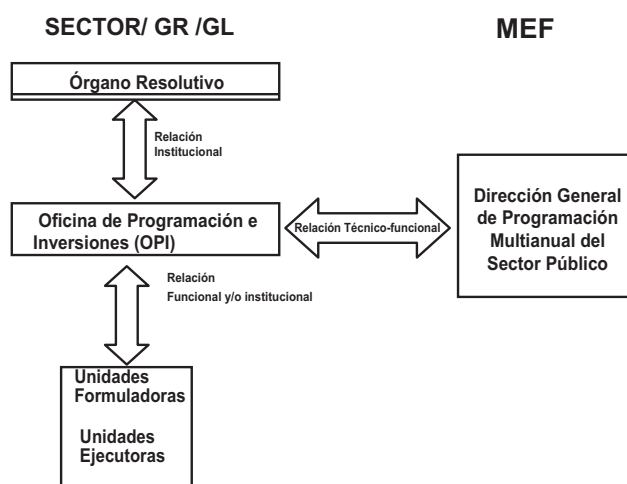 SECTOR/ GR /GL
MEF
Órgano Resolutivo
Relación
Institucional
Oficina de Programación e
Inversiones (OPI)
Relación Técnico-funcional
Dirección General
de Programación
Multianual del
Sector Público
Relación
Funcional y/o institucional
Unidades
Formuladoras
Unidades
Ejecutoras